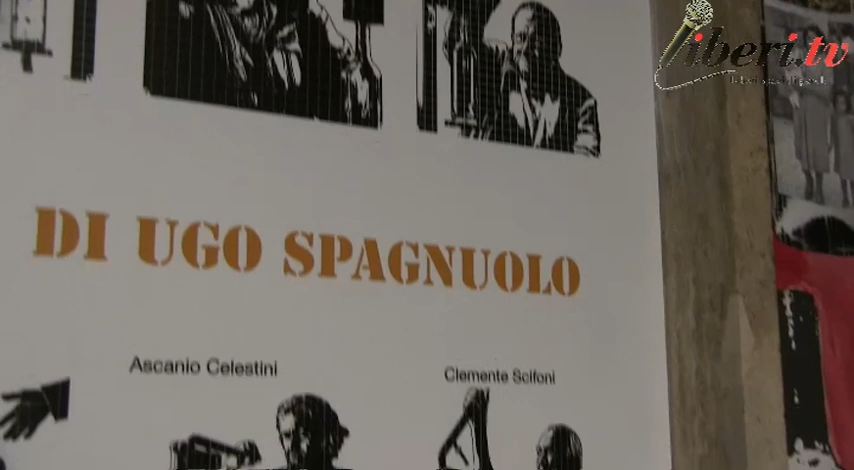 Liberi.tv
DI UGO SPAGNUOLO
Ascanio Celestini
Clemente Scifoni